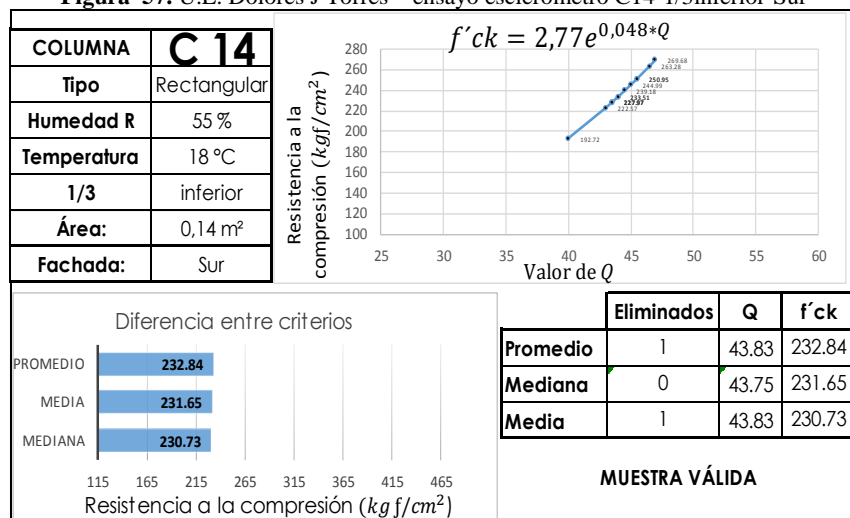 Figura 57. U.E. Dolores J Torres – ensayo esclerómetro C14-1/3inferior-Sur
COLUMNA C 14
Tipo Rectangular
Humedad R 55 %
Temperatura 18 °C
1/3 inferior
Área: 0,14 m²
Fachada: Sur
f´ck = 2,77e^{0,048*Q}
Resistencia a la compresión (kgf/cm²)
280
260
240
220
200
180
160
140
120
100
269.68
263.28
250.95
244.99
239.18
233.51
227.97
222.57
192.72
25 30 35 40 45 50 55 60
Valor de Q
Diferencia entre criterios
PROMEDIO 232.84
MEDIA 231.65
MEDIANA 230.73
115 165 215 265 315 365 415 465
Resistencia a la compresión (kg f/cm²)
Eliminados Q f´ck
Promedio 1 43.83 232.84
Mediana 0 43.75 231.65
Media 1 43.83 230.73
MUESTRA VÁLIDA